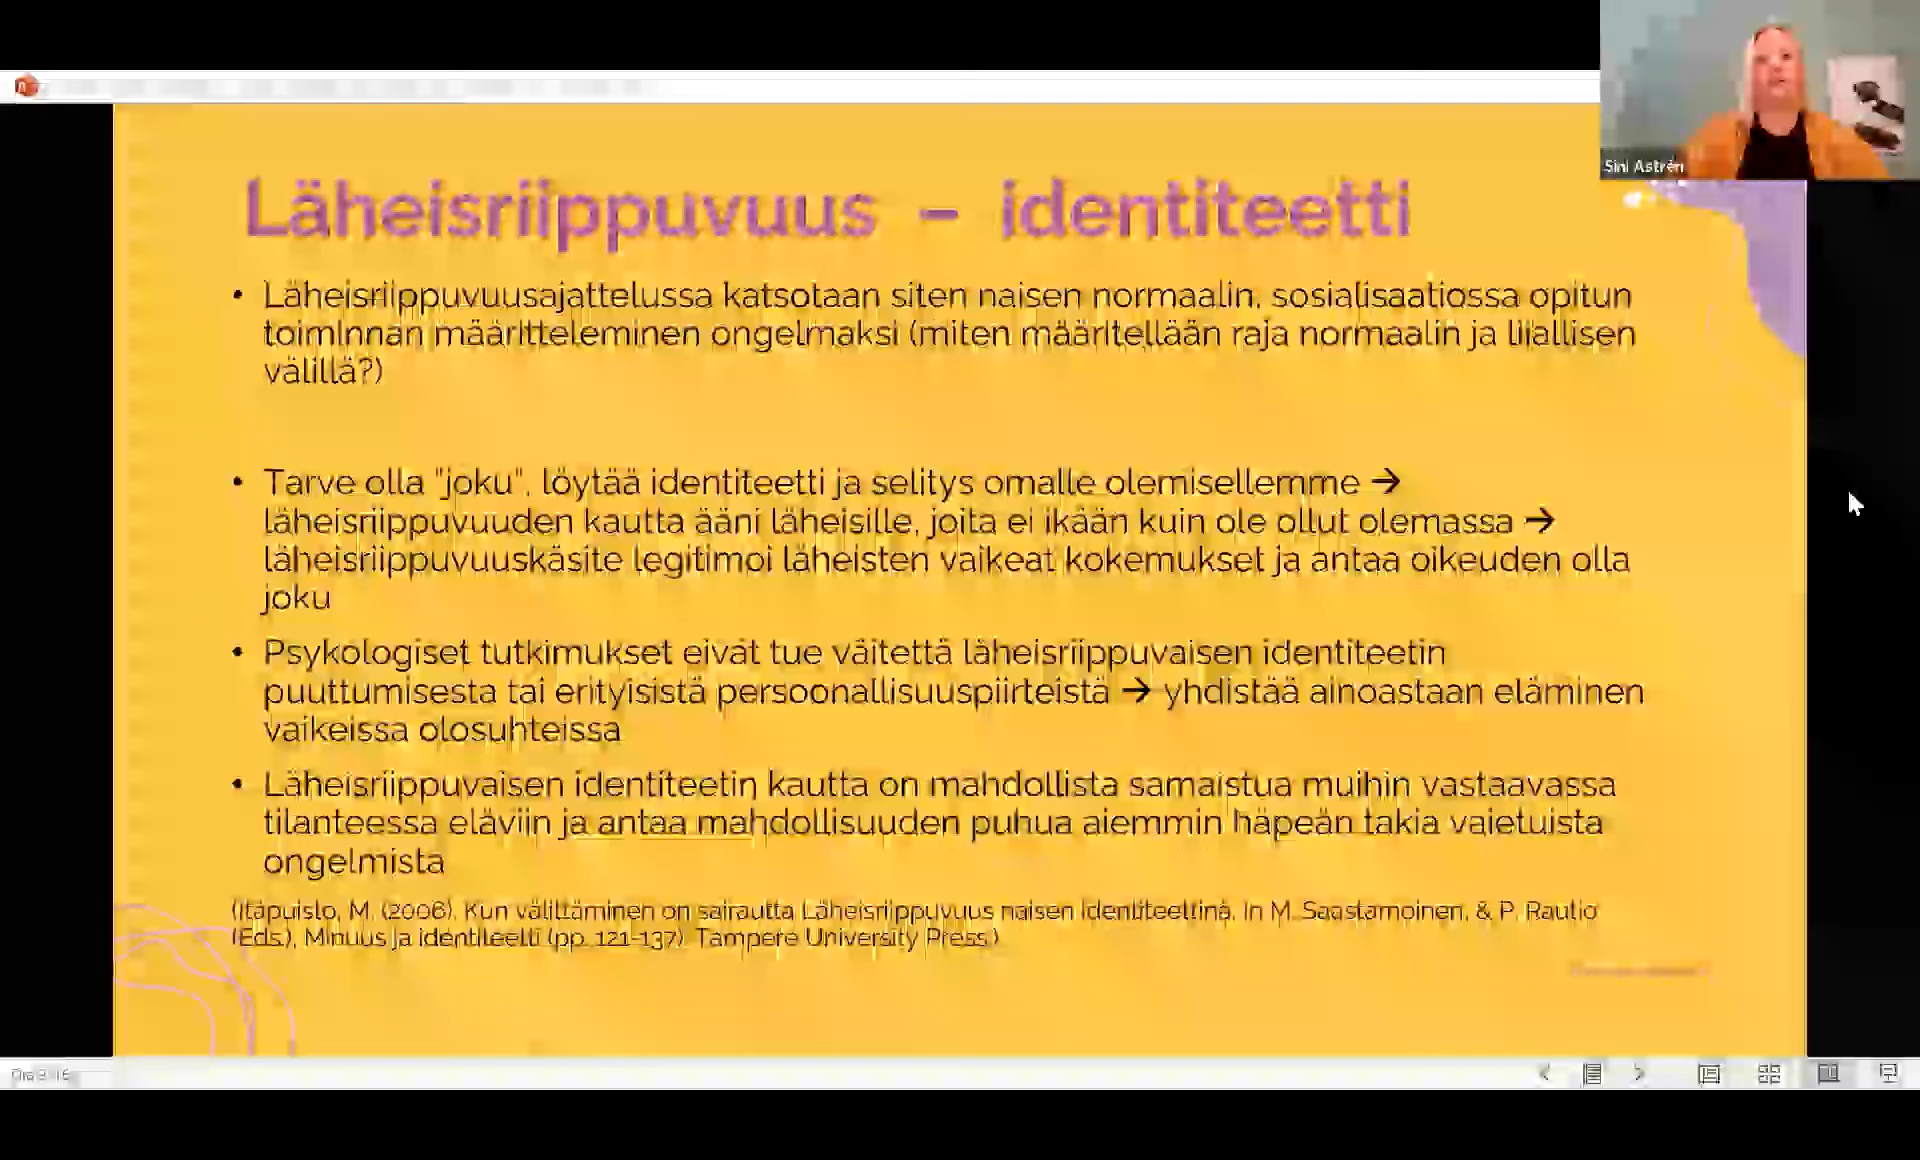 Sini Astrén
Läheisriippuvuus – identiteetti
• Läheisriippuvuusajattelussa katsotaan siten naisen normaalin, sosialisaatiossa opitun
toiminnan määritteleminen ongelmaksi (miten määritellään raja normaalin ja liiallisen
välillä?)
• Tarve olla "joku", löytää identiteetti ja selitys omalle olemisellemme →
läheisriippuvuuden kautta ääni läheisille, joita ei ikään kuin ole ollut olemassa →
läheisriippuvuuskäsite legitimoi läheisten vaikeat kokemukset ja antaa oikeuden olla
joku
• Psykologiset tutkimukset eivät tue väitettä läheisriippuvaisen identiteetin
puuttumisesta tai erityisistä persoonallisuuspiirteistä → yhdistää ainoastaan eläminen
vaikeissa olosuhteissa
• Läheisriippuvaisen identiteetin kautta on mahdollista samaistua muihin vastaavassa
tilanteessa eläviin ja antaa mahdollisuuden puhua aiemmin häpeän takia vaietuista
ongelmista
(Itäpuisto, M. (2006). Kun välittäminen on sairautta Läheisriippuvuus naisen identiteettinä. In M. Saastamoinen, & P. Rautio
(Eds.), Minuus ja identiteetti (pp. 121-137). Tampere University Press.)